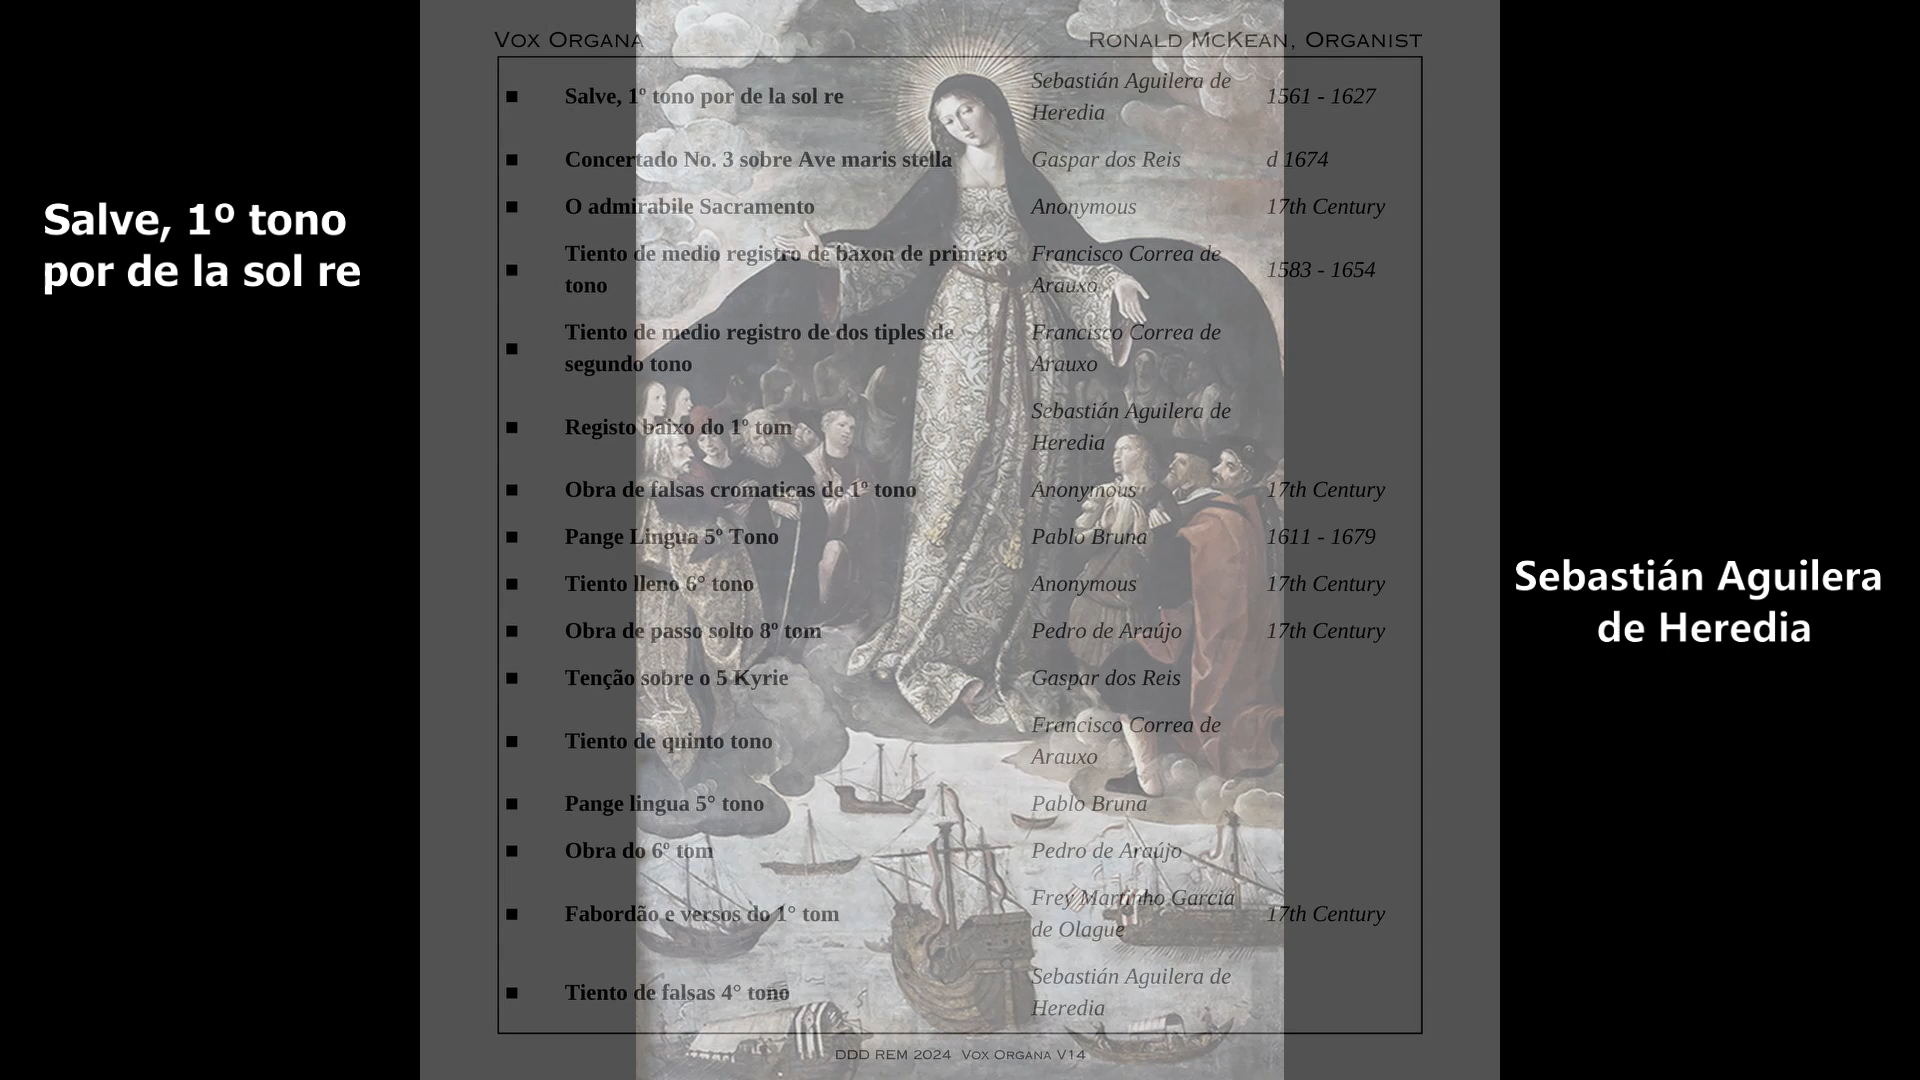 Vox Organa
Ronald McKean, Organist
Salve, 1º tono
por de la sol re
■ Salve, 1º tono por de la sol re Sebastián Aguilera de Heredia 1561 - 1627
■ Concertado No. 3 sobre Ave maris stella Gaspar dos Reis d 1674
■ O admirabile Sacramento Anonymous 17th Century
■ Tiento de medio registro de baxon de primero tono Francisco Correa de Arauxo 1583 - 1654
■ Tiento de medio registro de dos tiples de segundo tono Francisco Correa de Arauxo
■ Registo baixo do 1º tom Sebastián Aguilera de Heredia
■ Obra de falsas cromaticas de 1º tono Anonymous 17th Century
■ Pange Lingua 5º Tono Pablo Bruna 1611 - 1679
■ Tiento lleno 6° tono Anonymous 17th Century
■ Obra de passo solto 8º tom Pedro de Araújo 17th Century
■ Tenção sobre o 5 Kyrie Gaspar dos Reis
■ Tiento de quinto tono Francisco Correa de Arauxo
■ Pange lingua 5° tono Pablo Bruna
■ Obra do 6º tom Pedro de Araújo
■ Fabordão e versos do 1° tom Frey Martinho Garcia de Olague 17th Century
■ Tiento de falsas 4° tono Sebastián Aguilera de Heredia
Sebastián Aguilera
de Heredia
DDD REM 2024 Vox Organa V14